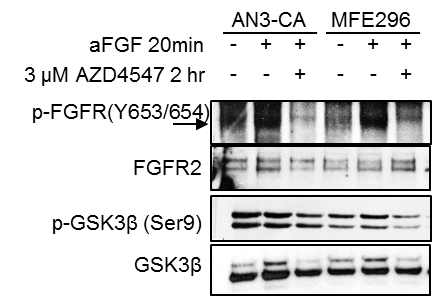 AN3-CA MFE296
aFGF 20min - + + - + +
3 µM AZD4547 2 hr - - + - - +
p-FGFR(Y653/654)
FGFR2
p-GSK3β (Ser9)
GSK3β